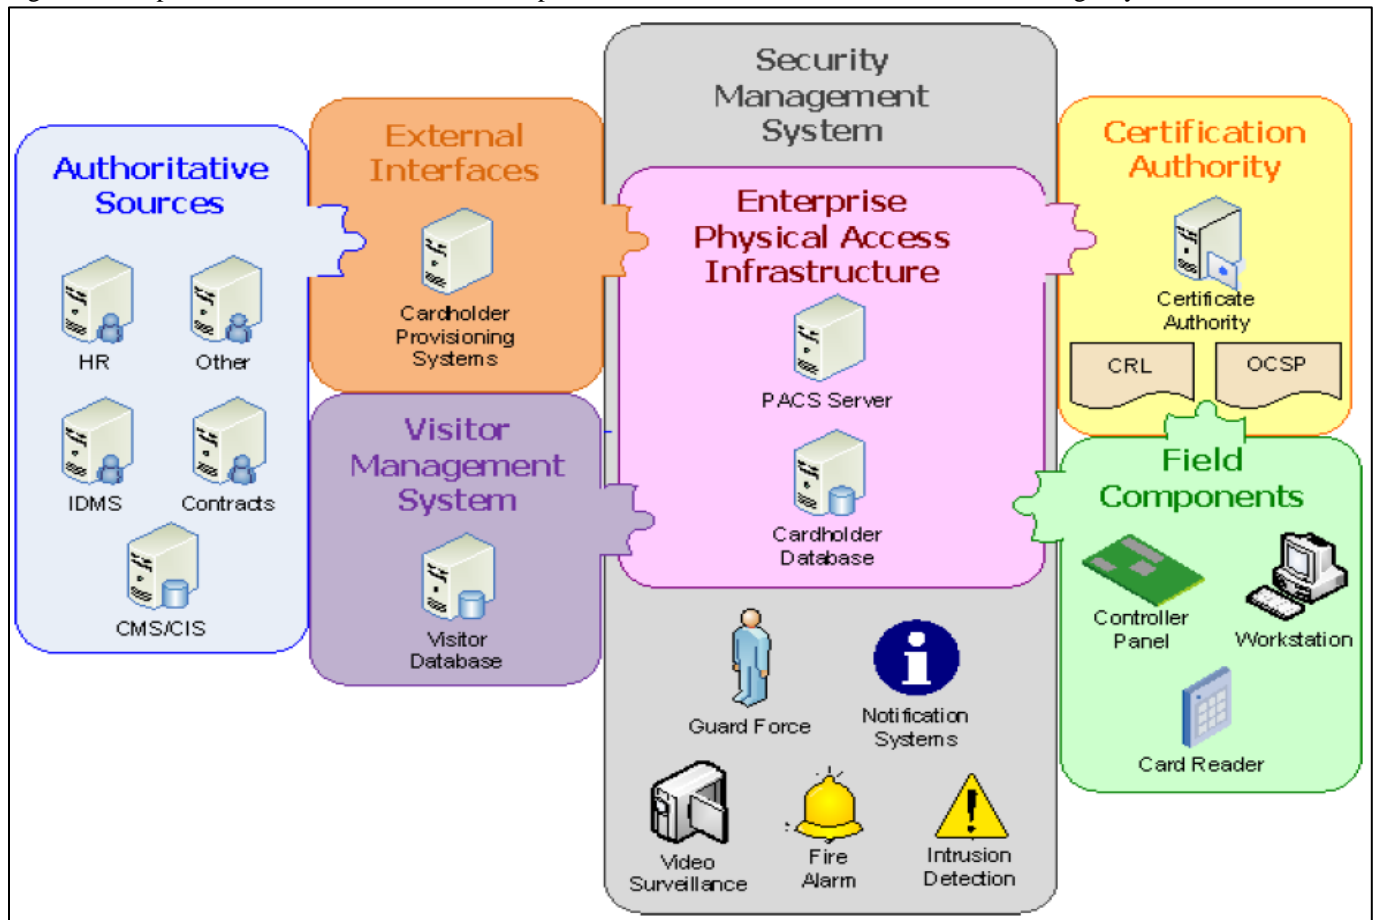 Security
Management
System
Authoritative
Sources
HR
Other
IDMS
Contracts
CMS/CIS
External
Interfaces
Cardholder
Provisioning
Systems
Visitor
Management
System
Visitor
Database
Enterprise
Physical Access
Infrastructure
PACS Server
Cardholder
Database
Guard Force
Notification
Systems
Video
Surveillance
Fire
Alarm
Intrusion
Detection
Certification
Authority
Certificate
Authority
CRL
OCSP
Field
Components
Controller
Panel
Workstation
Card Reader